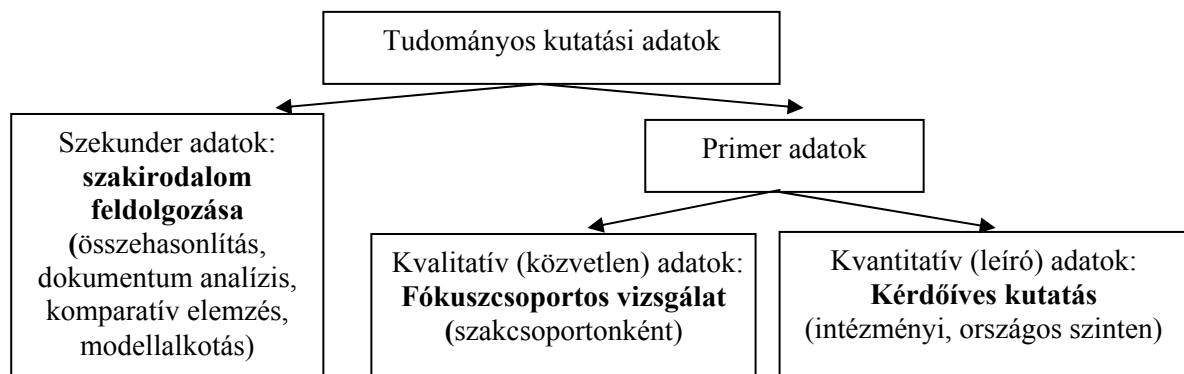 Tudományos kutatási adatok
Szekunder adatok:
szakirodalom
feldolgozása
(összehasonlítás,
dokumentum analízis,
komparatív elemzés,
modellalkotás)
Primer adatok
Kvalitatív (közvetlen) adatok:
Fókuszcsoportos vizsgálat
(szakcsoportonként)
Kvantitatív (leíró) adatok:
Kérdőíves kutatás
(intézményi, országos szinten)